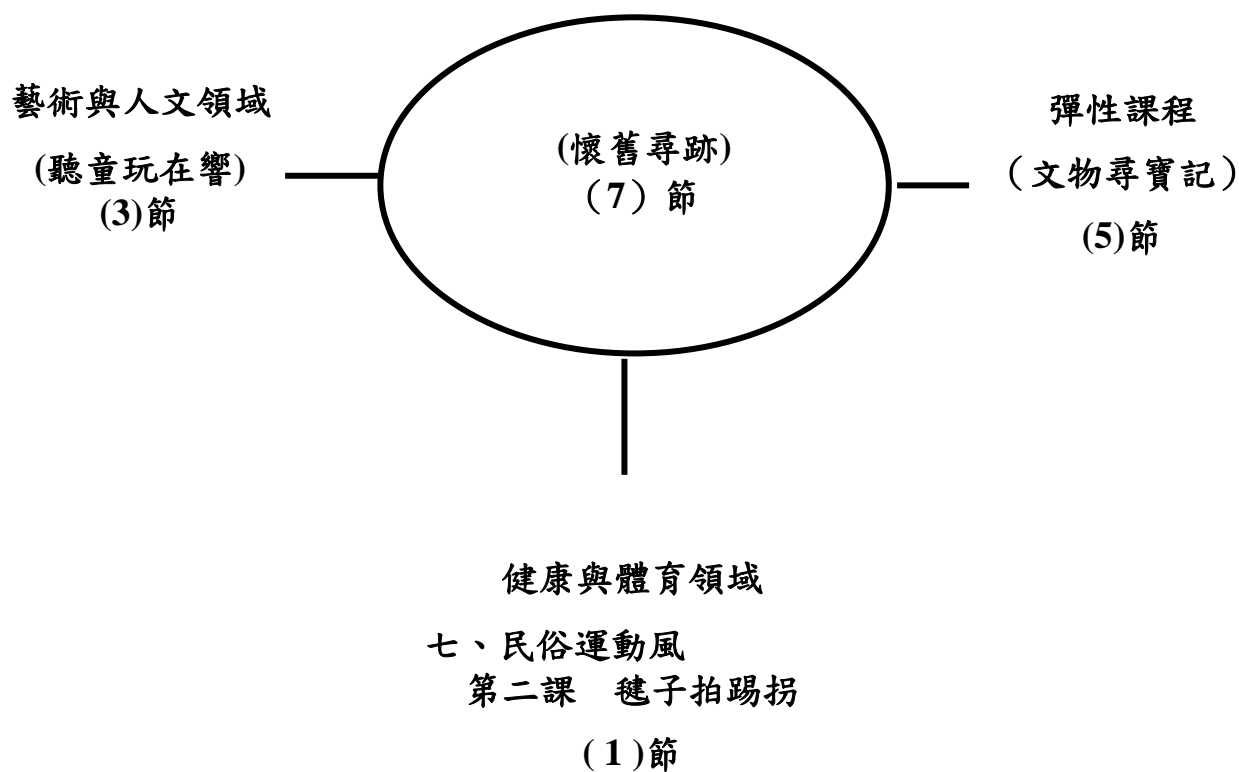 藝術與人文領域
(聽童玩在響)
(3)節
(懷舊尋跡)
（7）節
彈性課程
（文物尋寶記）
(5)節
健康與體育領域
七、民俗運動風
第二課　毽子拍踢拐
( 1 )節